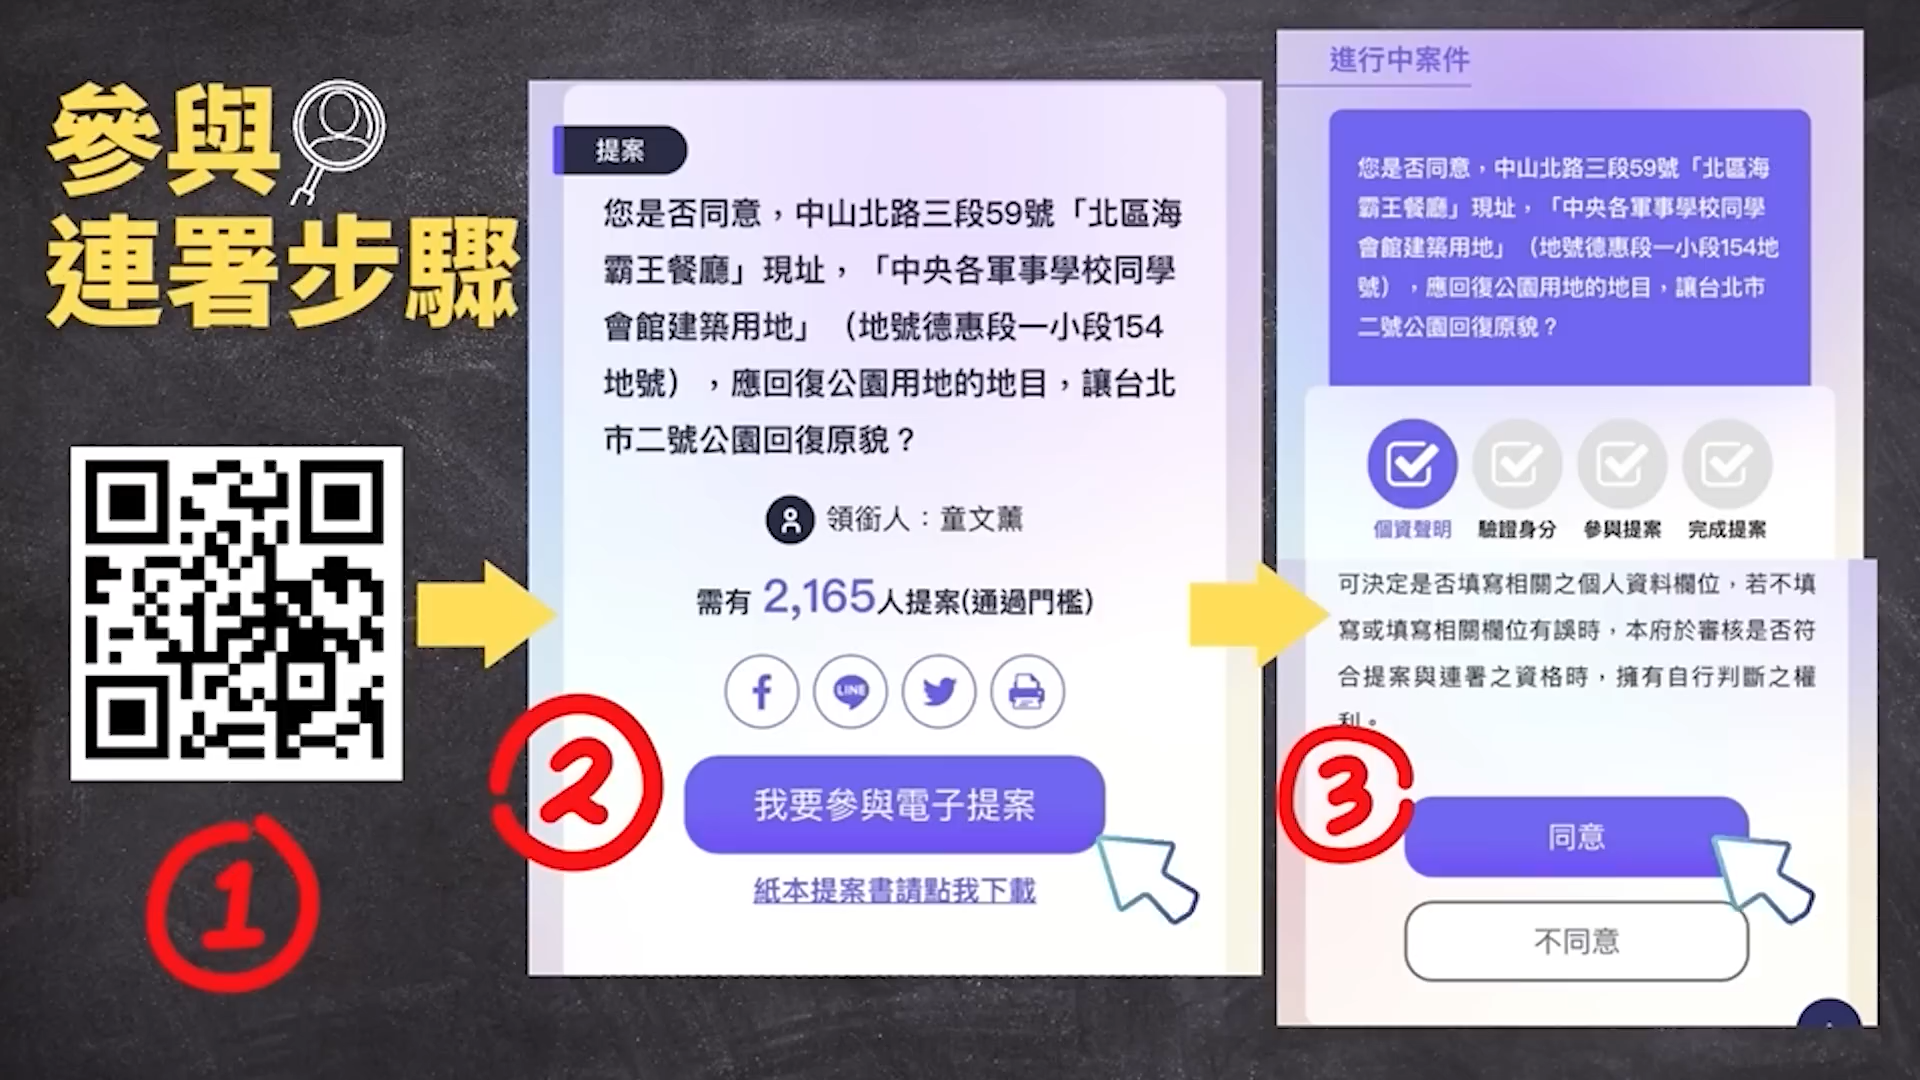 參與
連署步驟
1
提案
您是否同意，中山北路三段59號「北區海
霸王餐廳」現址，「中央各軍事學校同學
會館建築用地」（地號德惠段一小段154
地號），應回復公園用地的地目，讓台北
市二號公園回復原貌？
領銜人：童文薰
需有 2,165人提案(通過門檻)
LINE
2
我要參與電子提案
紙本提案書請點我下載
進行中案件
您是否同意，中山北路三段59號「北區海
霸王餐廳」現址，「中央各軍事學校同學
會館建築用地」（地號德惠段一小段154地
號），應回復公園用地的地目，讓台北市
二號公園回復原貌？
個資聲明 驗證身分 參與提案 完成提案
可決定是否填寫相關之個人資料欄位，若不填
寫或填寫相關欄位有誤時，本府於審核是否符
合提案與連署之資格時，擁有自行判斷之權
利。
3
同意
不同意